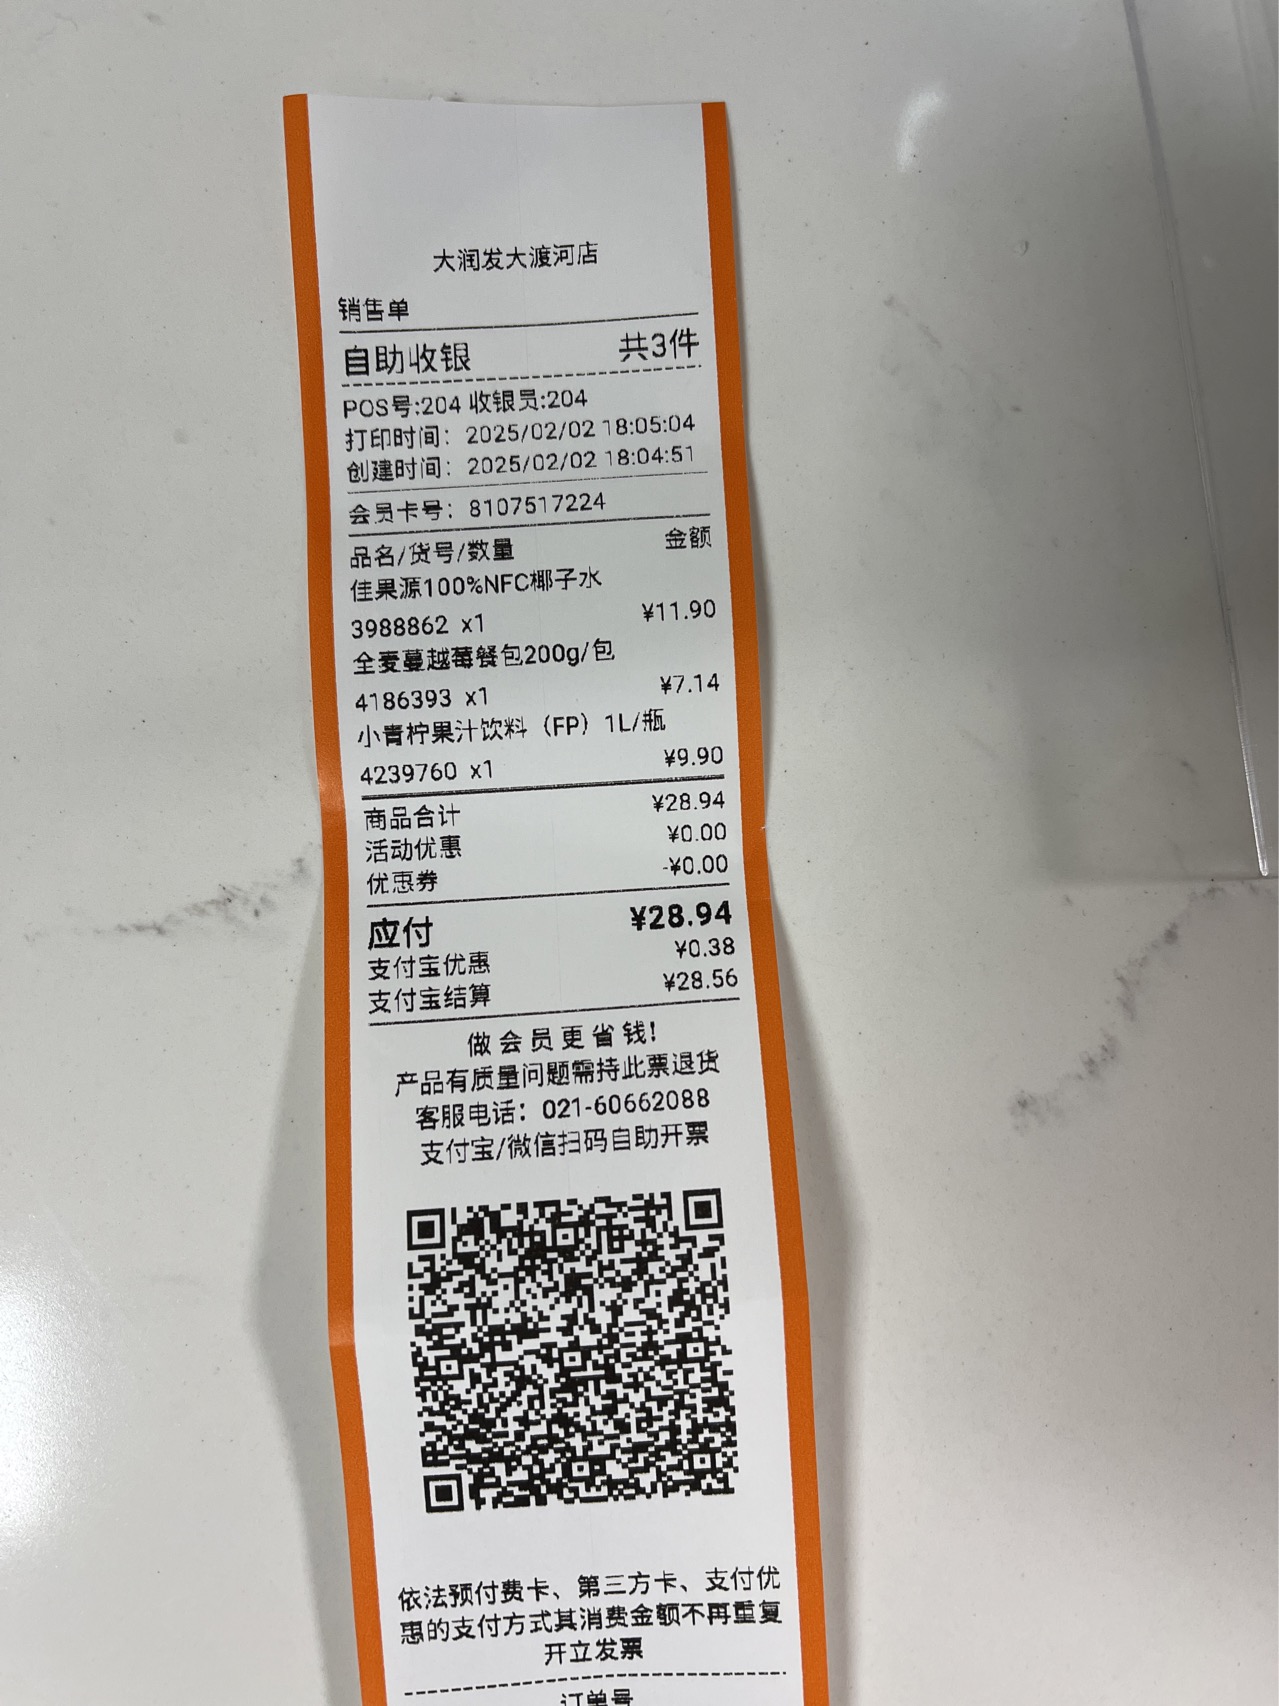 大润发大渡河店
销售单
自助收银 共3件
POS号:204 收银员:204
打印时间: 2025/02/02 18:05:04
创建时间: 2025/02/02 18:04:51
会员卡号: 8107517224
品名/货号/数量 金额
佳果源100%NFC椰子水
3988862 x1 ¥11.90
全麦蔓越莓餐包200g/包
4186393 x1 ¥7.14
小青柠果汁饮料（FP）1L/瓶
4239760 x1 ¥9.90
商品合计 ¥28.94
活动优惠 ¥0.00
优惠券 -¥0.00
应付 ¥28.94
支付宝优惠 ¥0.38
支付宝结算 ¥28.56
做会员更省钱!
产品有质量问题需持此票退货
客服电话: 021-60662088
支付宝/微信扫码自助开票
依法预付费卡、第三方卡、支付优
惠的支付方式其消费金额不再重复
开立发票
订单号